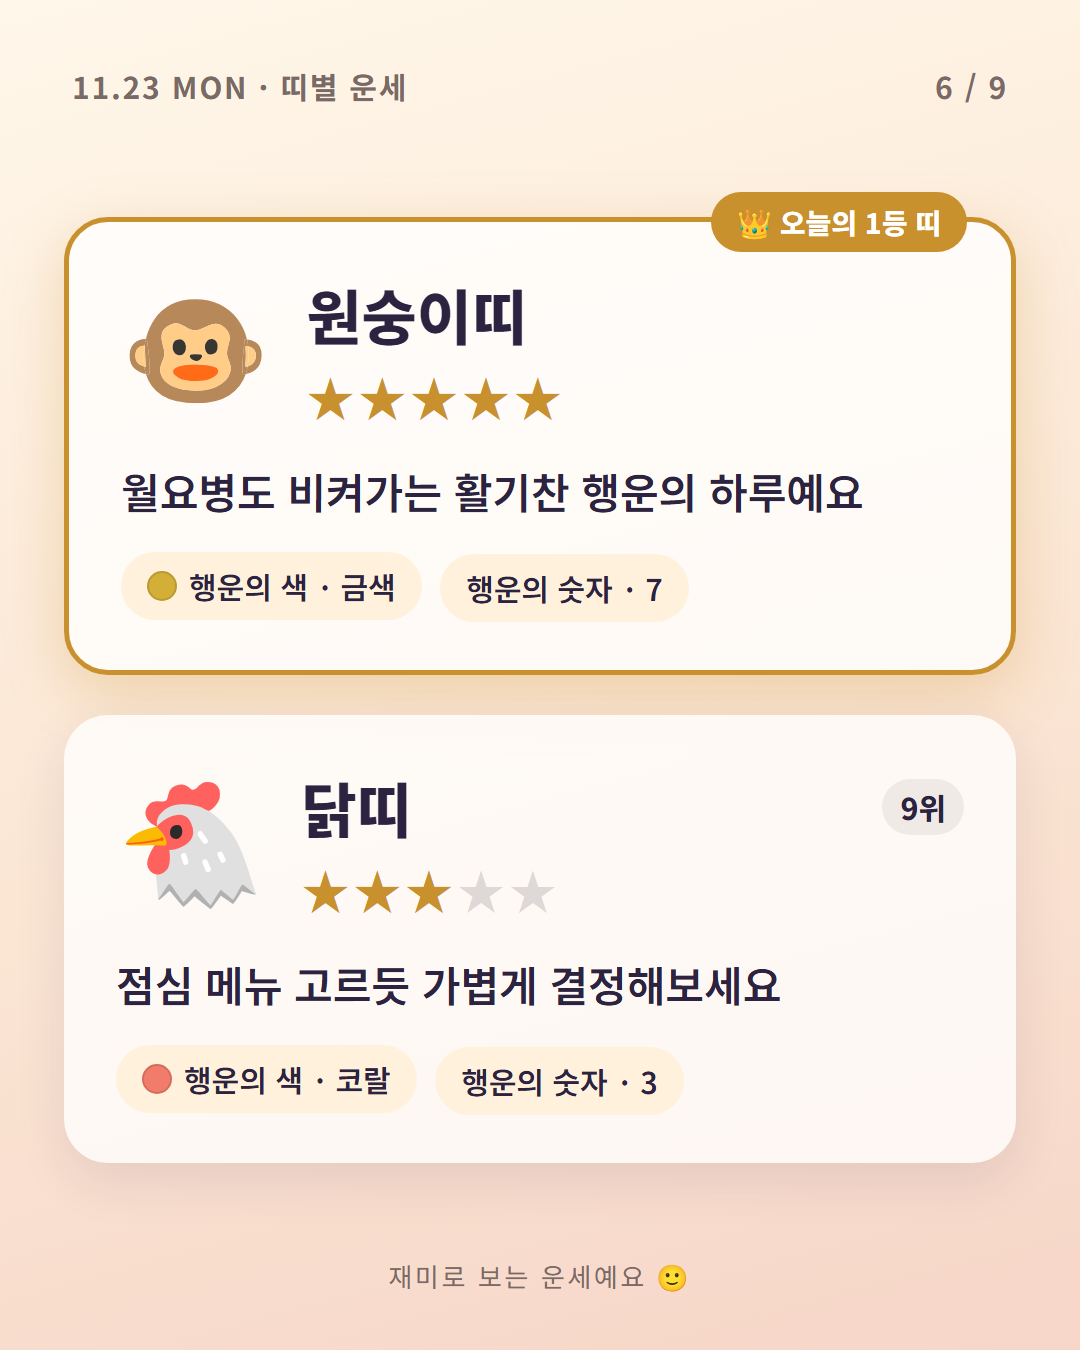 11.23 MON · 띠별 운세
6 / 9
👑 오늘의 1등 띠
원숭이띠
★★★★★
월요병도 비켜가는 활기찬 행운의 하루예요
행운의 색 · 금색
행운의 숫자 · 7
닭띠
9위
★★★★★
점심 메뉴 고르듯 가볍게 결정해보세요
행운의 색 · 코랄
행운의 숫자 · 3
재미로 보는 운세예요 🙂